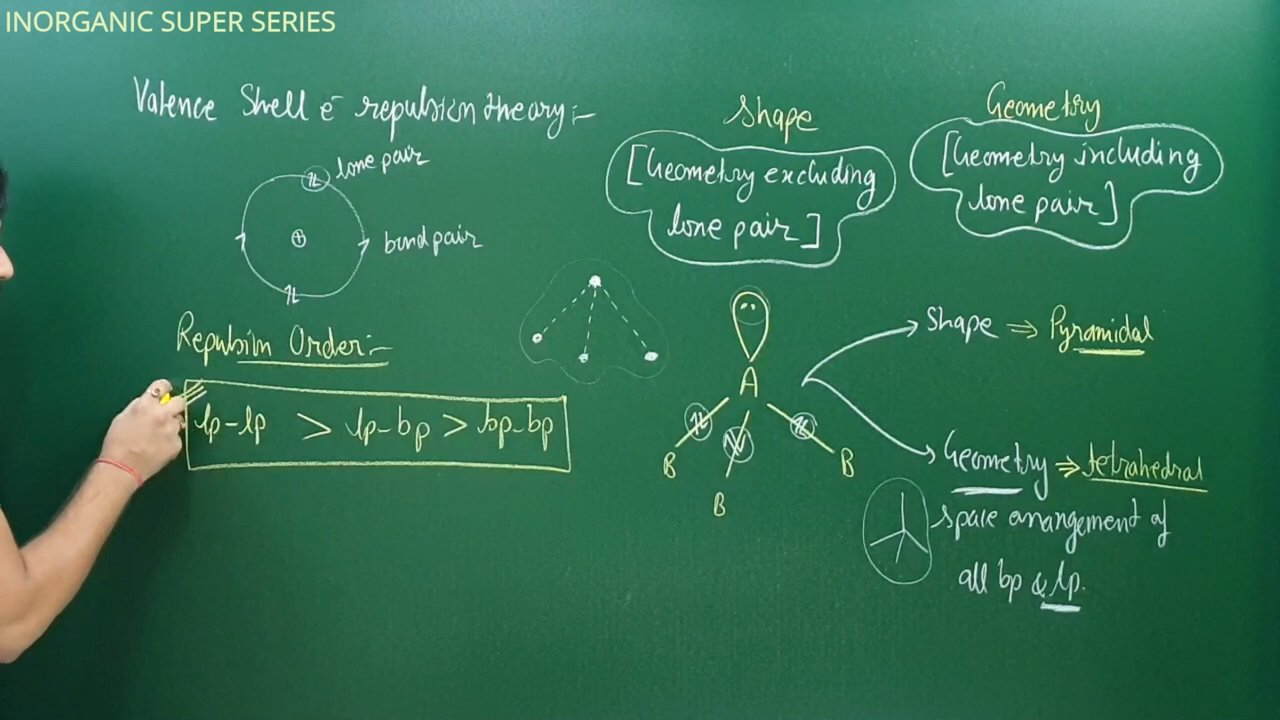 INORGANIC SUPER SERIES
Valence Shell e⁻ repulsion theory:-
lone pair
bond pair
Repulsion Order:-
lp-lp > lp-bp > bp-bp
Shape
[Geometry excluding
lone pair]
Geometry
[Geometry including
lone pair]
A
B
B
B
Shape ⇒ Pyramidal
Geometry ⇒ tetrahedral
space arrangement of
all bp & lp.